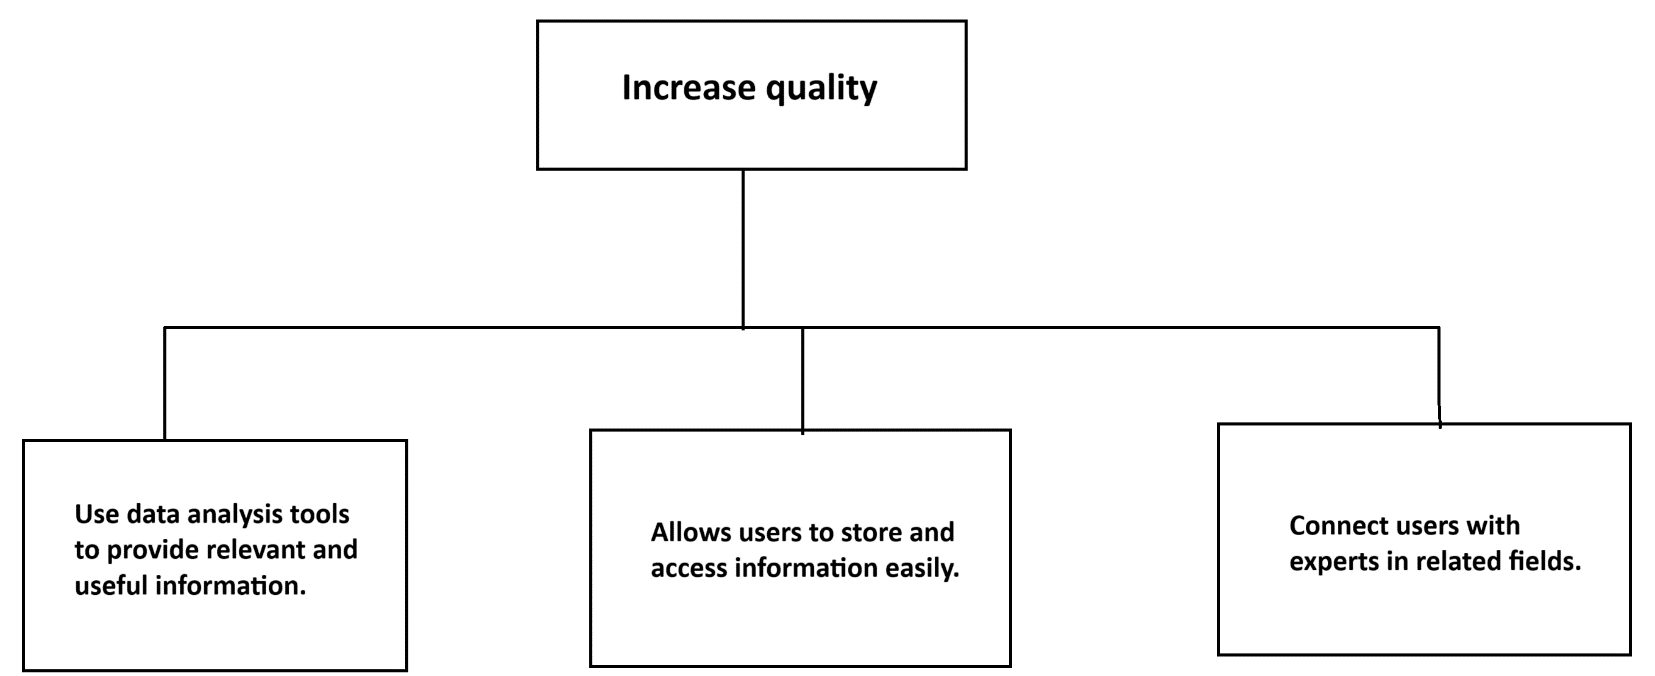 Increase quality
Use data analysis tools
to provide relevant and
useful information.
Allows users to store and
access information easily.
Connect users with
experts in related fields.